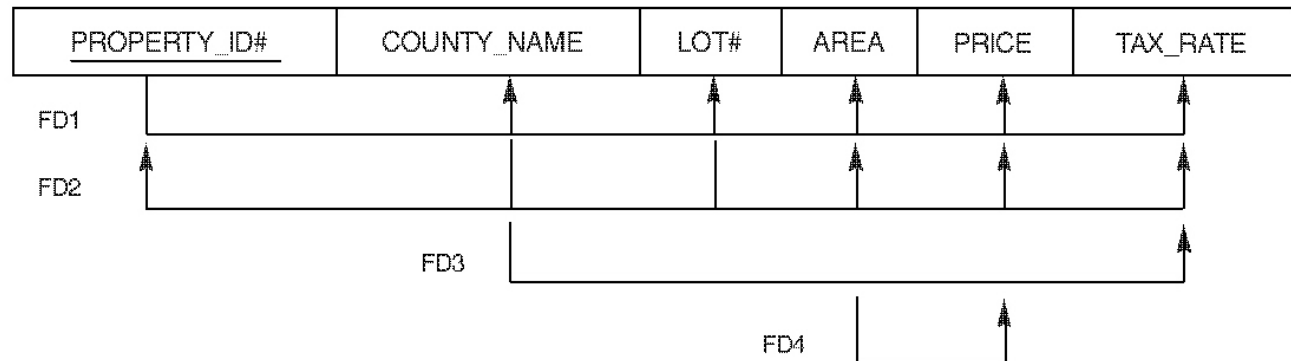 PROPERTY_ID# COUNTY_NAME LOT# AREA PRICE TAX_RATE
FD1
FD2
FD3
FD4